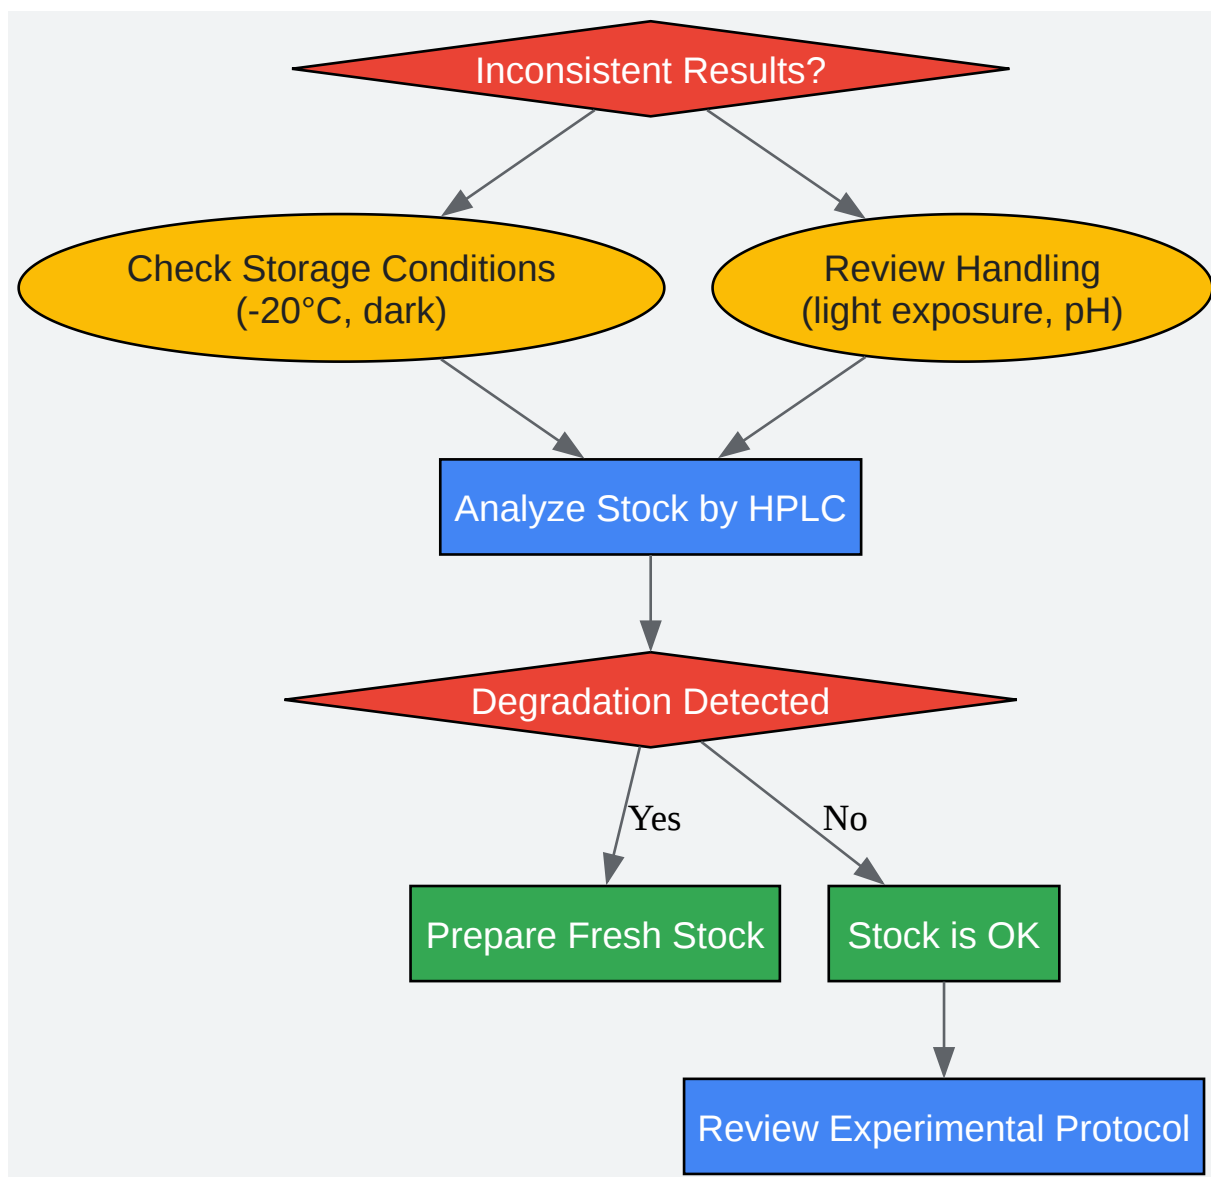 Inconsistent Results?
Check Storage Conditions
(-20°C, dark)
Review Handling
(light exposure, pH)
Analyze Stock by HPLC
Degradation Detected
Yes
No
Prepare Fresh Stock
Stock is OK
Review Experimental Protocol